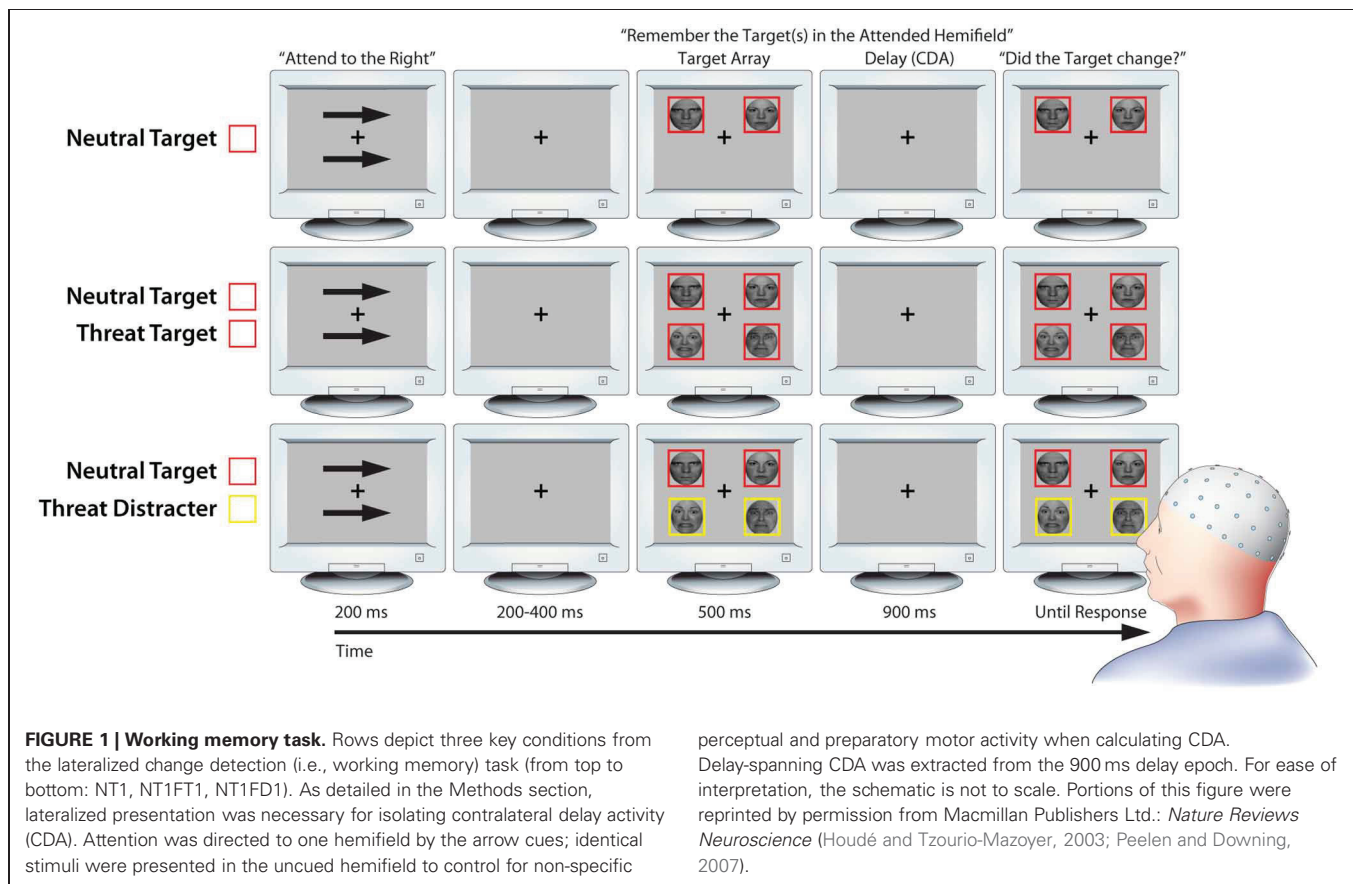 “Remember the Target(s) in the Attended Hemifield”
“Attend to the Right” Target Array Delay (CDA) “Did the Target change?”
Neutral Target
Neutral Target
Threat Target
Neutral Target
Threat Distracter
200 ms 200-400 ms 500 ms 900 ms Until Response
Time
FIGURE 1 | Working memory task. Rows depict three key conditions from
the lateralized change detection (i.e., working memory) task (from top to
bottom: NT1, NT1FT1, NT1FD1). As detailed in the Methods section,
lateralized presentation was necessary for isolating contralateral delay activity
(CDA). Attention was directed to one hemifield by the arrow cues; identical
stimuli were presented in the uncued hemifield to control for non-specific
perceptual and preparatory motor activity when calculating CDA.
Delay-spanning CDA was extracted from the 900 ms delay epoch. For ease of
interpretation, the schematic is not to scale. Portions of this figure were
reprinted by permission from Macmillan Publishers Ltd.: Nature Reviews
Neuroscience (Houdé and Tzourio-Mazoyer, 2003; Peelen and Downing,
2007).